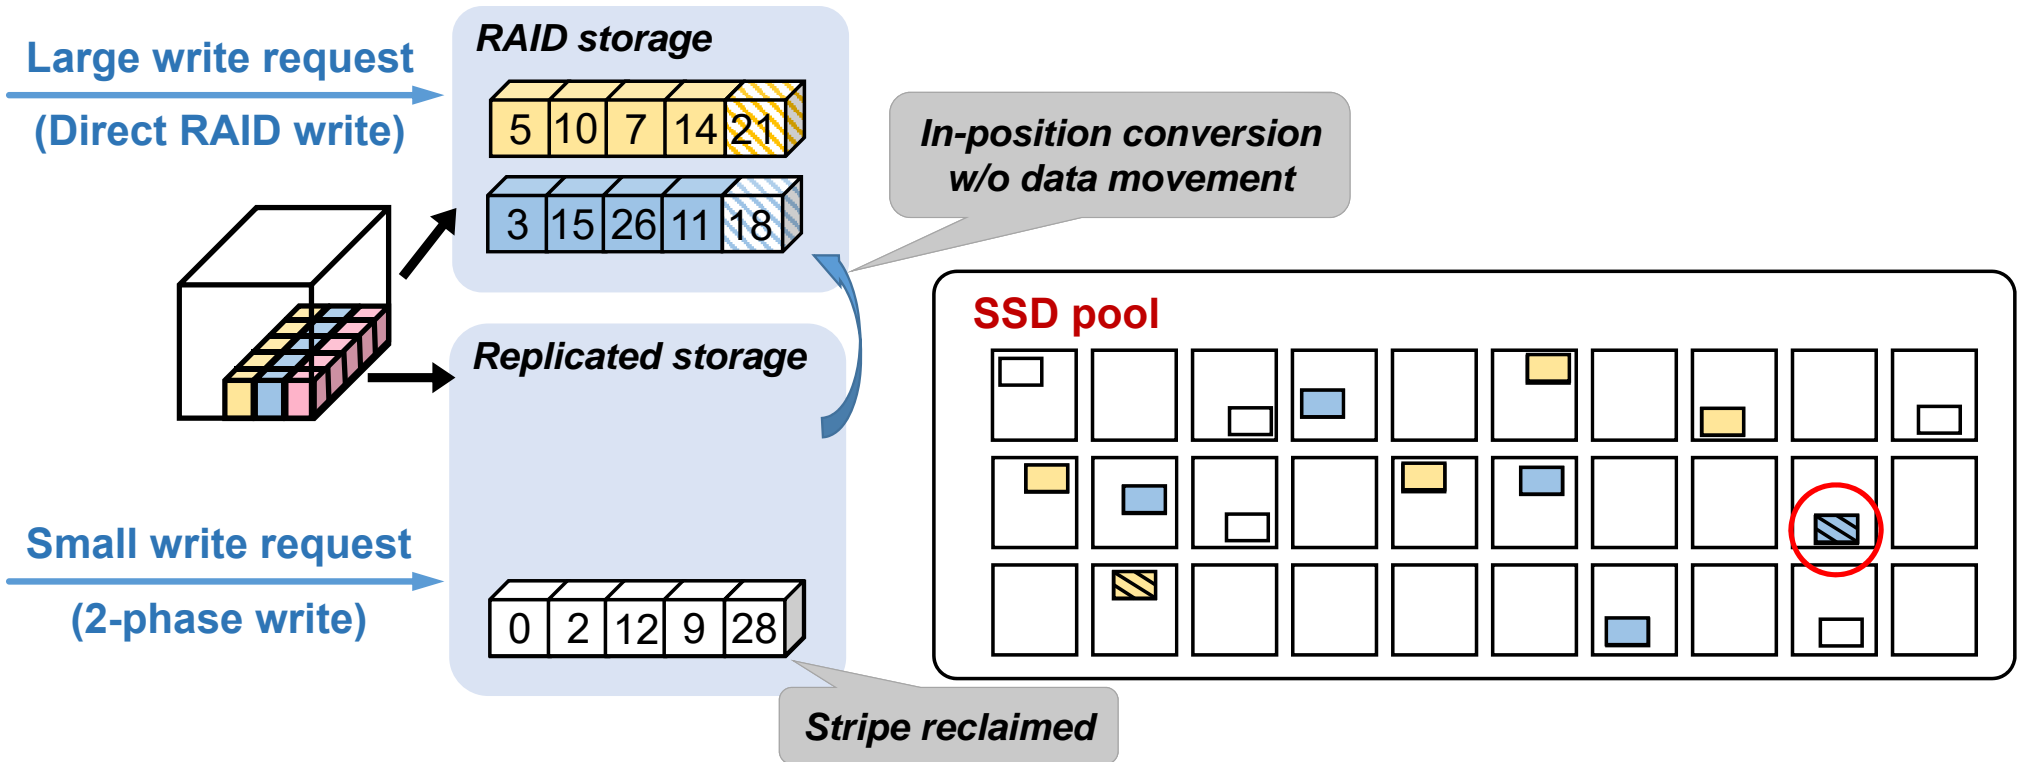 Large write request
(Direct RAID write)
RAID storage
5 10 7 14 21
3 15 26 11 18
In-position conversion
w/o data movement
SSD pool
Replicated storage
Small write request
(2-phase write)
0 2 12 9 28
Stripe reclaimed